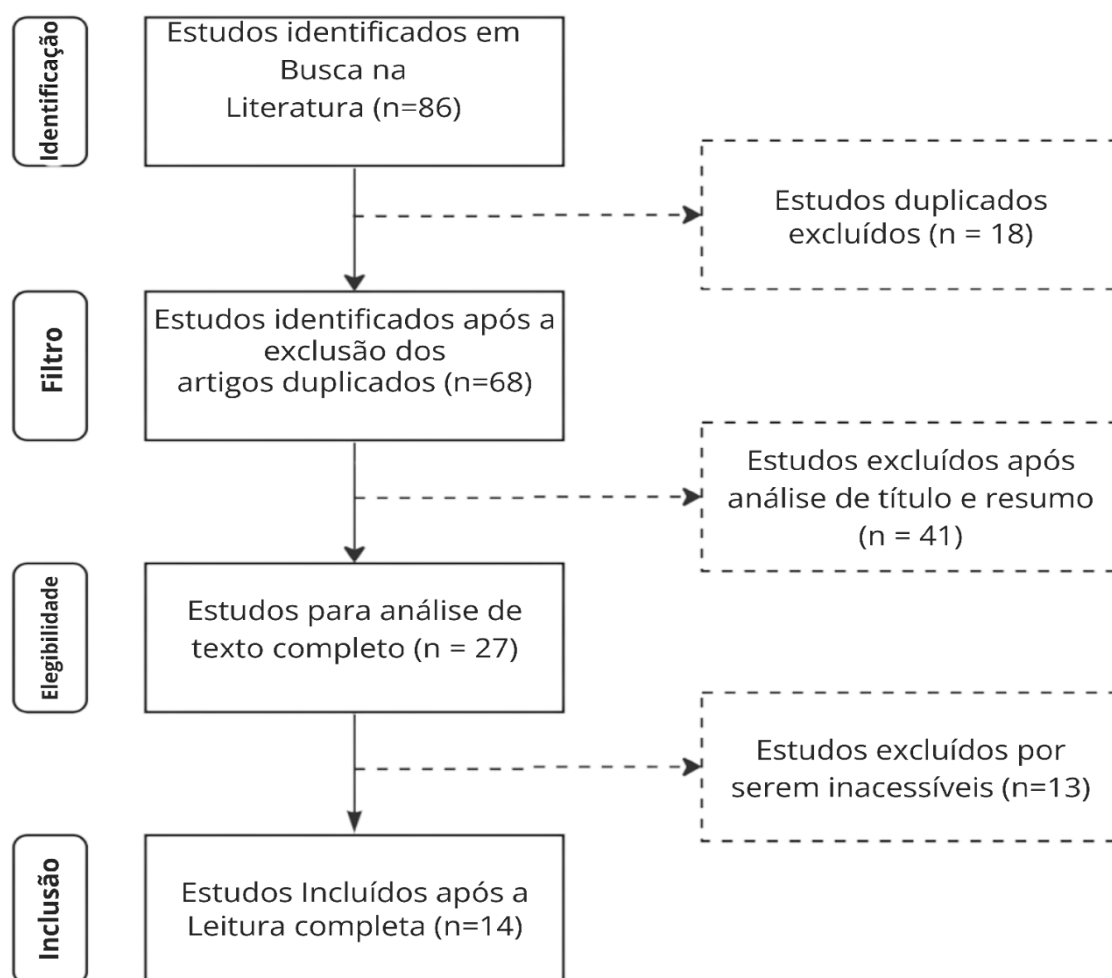 Identificação
Estudos identificados em
Busca na
Literatura (n=86)
Estudos duplicados
excluídos (n = 18)
Filtro
Estudos identificados após a
exclusão dos
artigos duplicados (n=68)
Estudos excluídos após
análise de título e resumo
(n = 41)
Elegibilidade
Estudos para análise de
texto completo (n = 27)
Estudos excluídos por
serem inacessíveis (n=13)
Inclusão
Estudos Incluídos após a
Leitura completa (n=14)